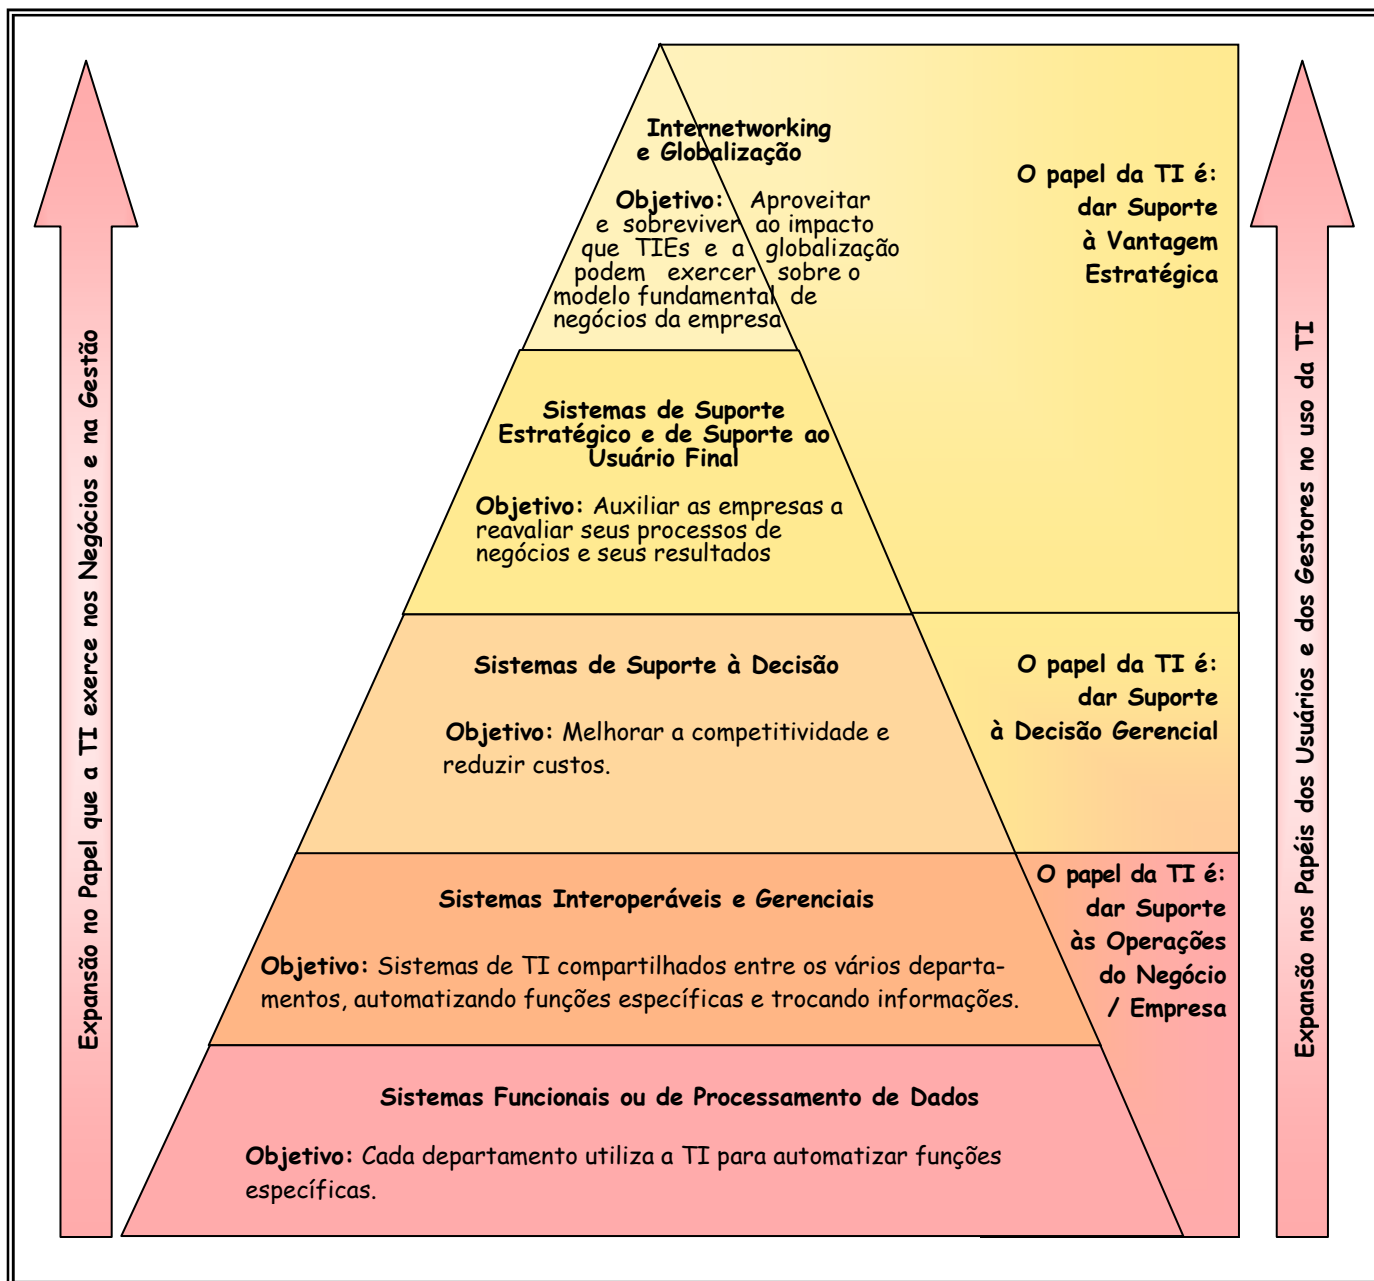 Expansão no Papel que a TI exerce nos Negócios e na Gestão
Internetworking
e Globalização
Objetivo: Aproveitar
e sobreviver ao impacto
que TIEs e a globalização
podem exercer sobre o
modelo fundamental de
negócios da empresa
O papel da TI é:
dar Suporte
à Vantagem
Estratégica
Sistemas de Suporte
Estratégico e de Suporte ao
Usuário Final
Objetivo: Auxiliar as empresas a
reavaliar seus processos de
negócios e seus resultados
Sistemas de Suporte à Decisão
Objetivo: Melhorar a competitividade e
reduzir custos.
O papel da TI é:
dar Suporte
à Decisão Gerencial
Sistemas Interoperáveis e Gerenciais
Objetivo: Sistemas de TI compartilhados entre os vários departa-
mentos, automatizando funções específicas e trocando informações.
O papel da TI é:
dar Suporte
às Operações
do Negócio
/ Empresa
Sistemas Funcionais ou de Processamento de Dados
Objetivo: Cada departamento utiliza a TI para automatizar funções
específicas.
Expansão nos Papéis dos Usuários e dos Gestores no uso da TI